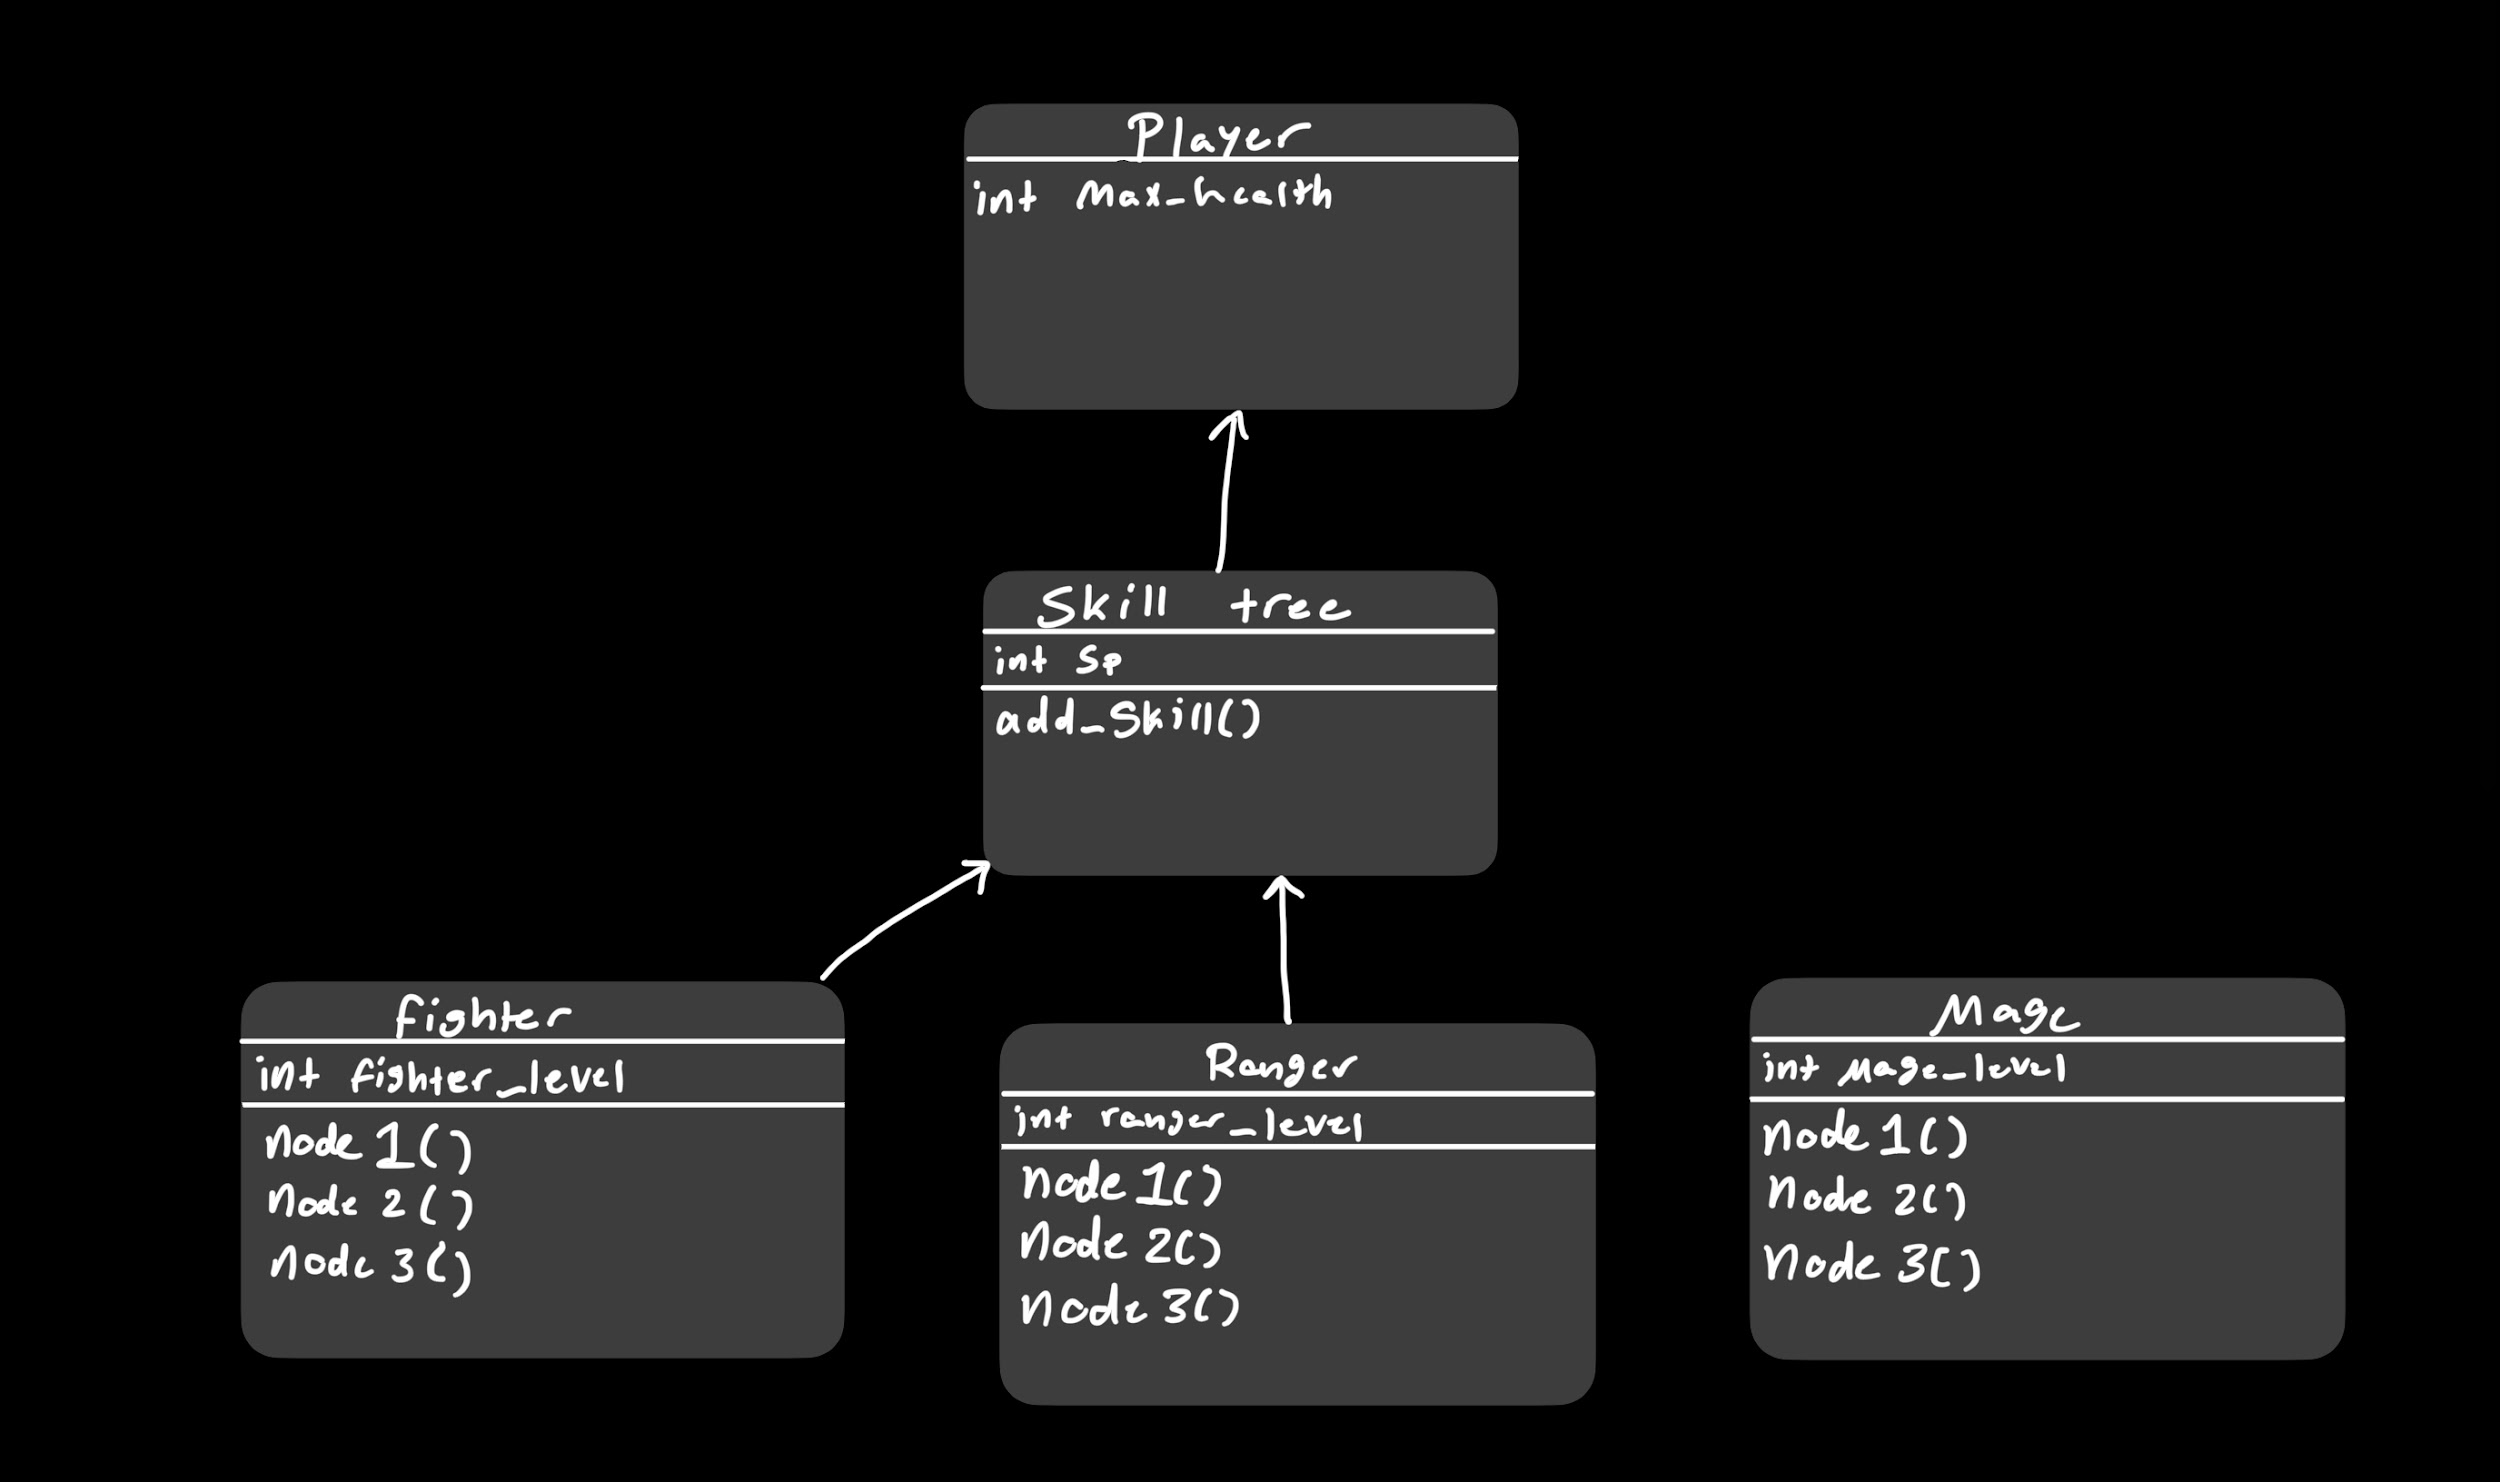 Player
int Max_health
Skill tree
int Sp
add_Skill()
fighter
int fighter_level
Node 1()
Node 2()
Node 3()
Ranger
int ranger_level
Node 1()
Node 2()
Node 3()
Mage
int Mage_level
Node 1()
Node 2()
Node 3()